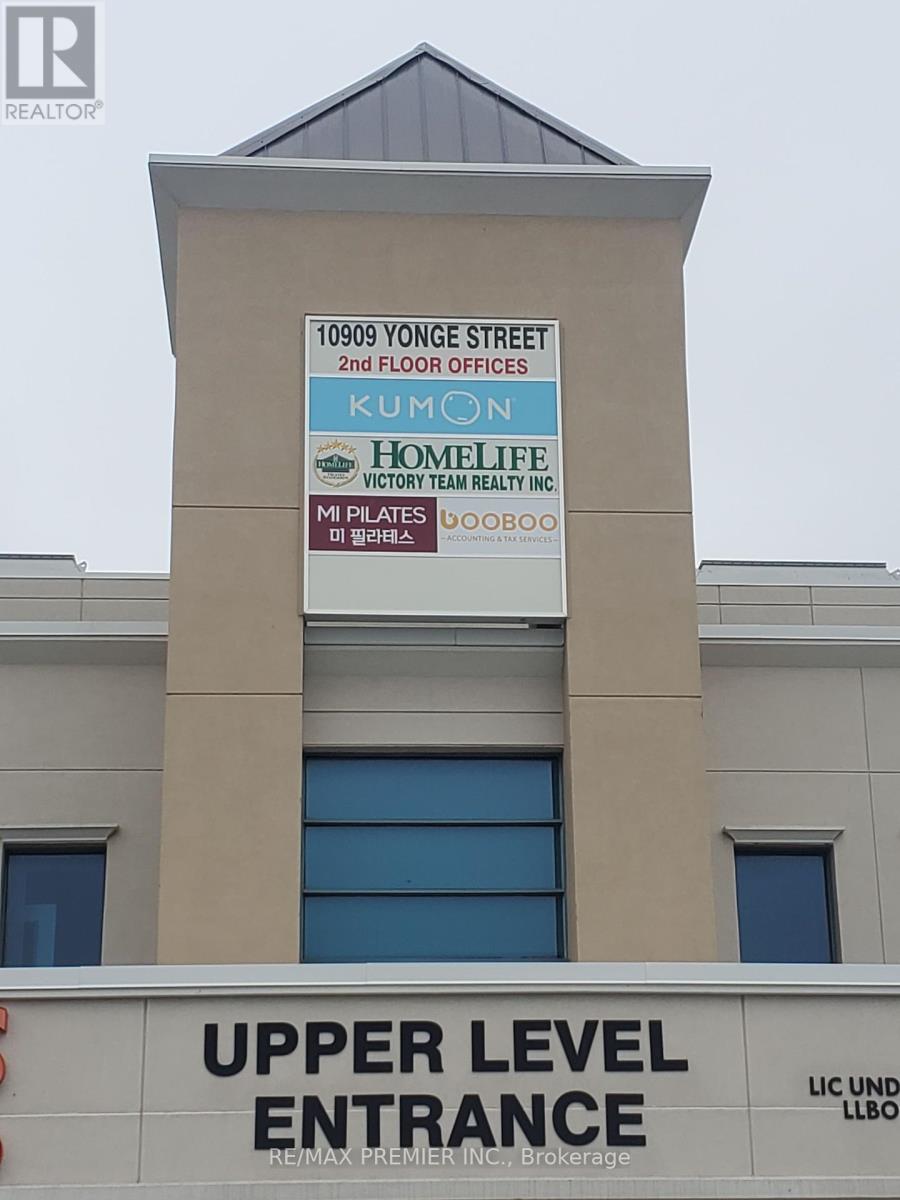 REALTOR®
10909 YONGE STREET
2nd FLOOR OFFICES
KUMON
HOMELIFE
HOMELIFE
VICTORY TEAM REALTY INC.
MI PILATES
미 필라테스
BOOBOO
ACCOUNTING & TAX SERVICES
UPPER LEVEL
ENTRANCE
LIC UND
LLBO
RE/MAX PREMIER INC., Brokerage